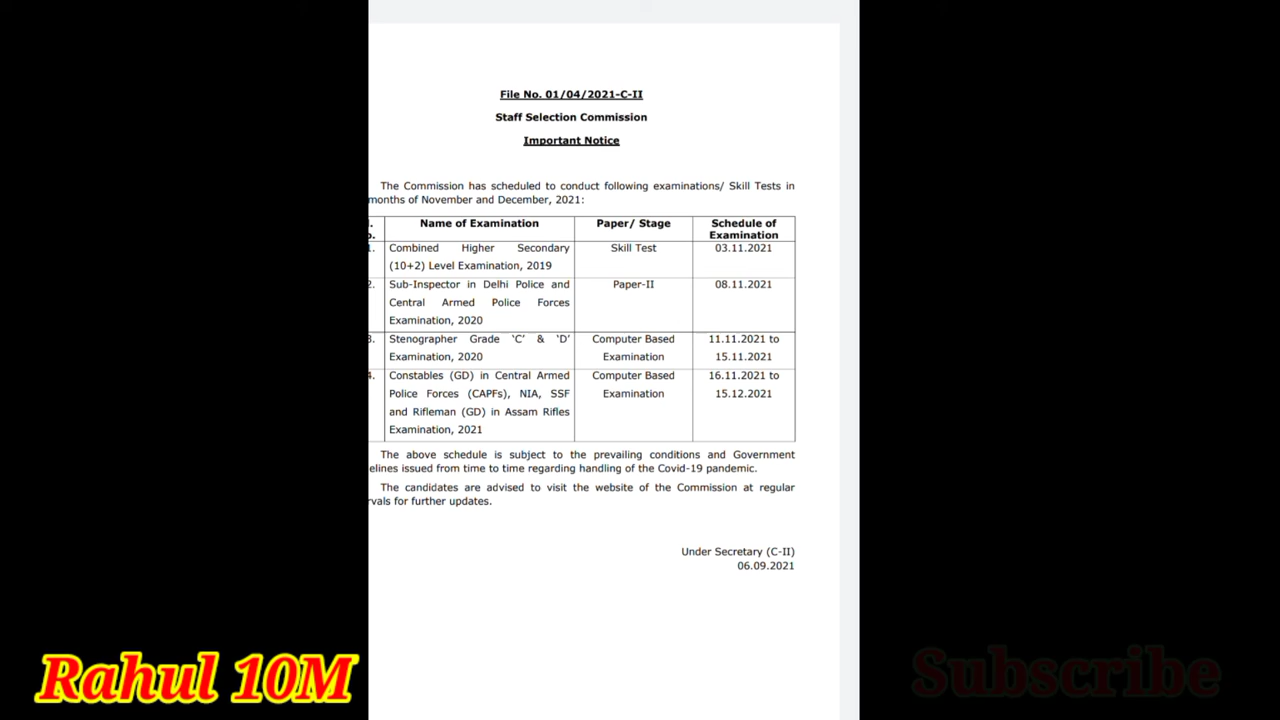 File No. 01/04/2021-C-II
Staff Selection Commission
Important Notice
The Commission has scheduled to conduct following examinations/ Skill Tests in
months of November and December, 2021:
Name of Examination Paper/ Stage Schedule of
Examination
1. Combined Higher Secondary Skill Test 03.11.2021
(10+2) Level Examination, 2019
2. Sub-Inspector in Delhi Police and Paper-II 08.11.2021
Central Armed Police Forces
Examination, 2020
3. Stenographer Grade ‘C’ & ‘D’ Computer Based 11.11.2021 to
Examination, 2020 Examination 15.11.2021
4. Constables (GD) in Central Armed Computer Based 16.11.2021 to
Police Forces (CAPFs), NIA, SSF Examination 15.12.2021
and Rifleman (GD) in Assam Rifles
Examination, 2021
The above schedule is subject to the prevailing conditions and Government
elines issued from time to time regarding handling of the Covid-19 pandemic.
The candidates are advised to visit the website of the Commission at regular
rvals for further updates.
Under Secretary (C-II)
06.09.2021
Rahul 10M
Subscribe